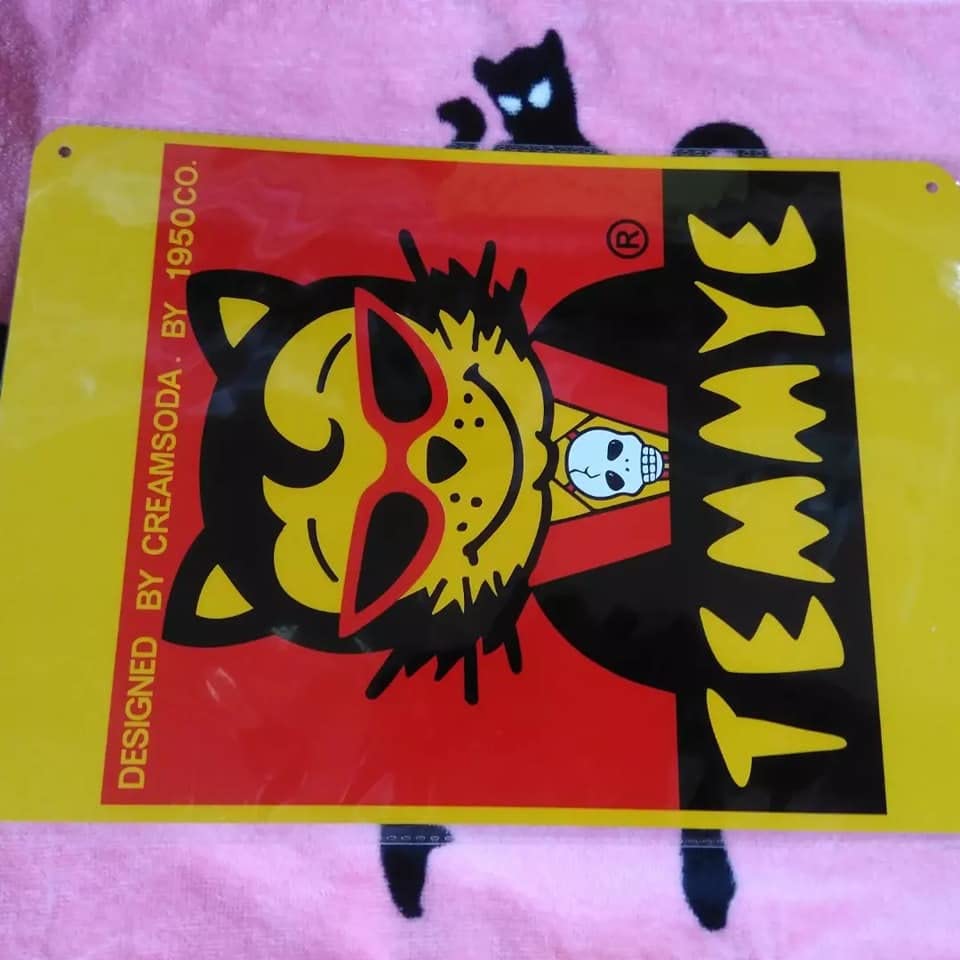 DESIGNED BY CREAMSODA. BY 1950CO.
®
TEMMYE